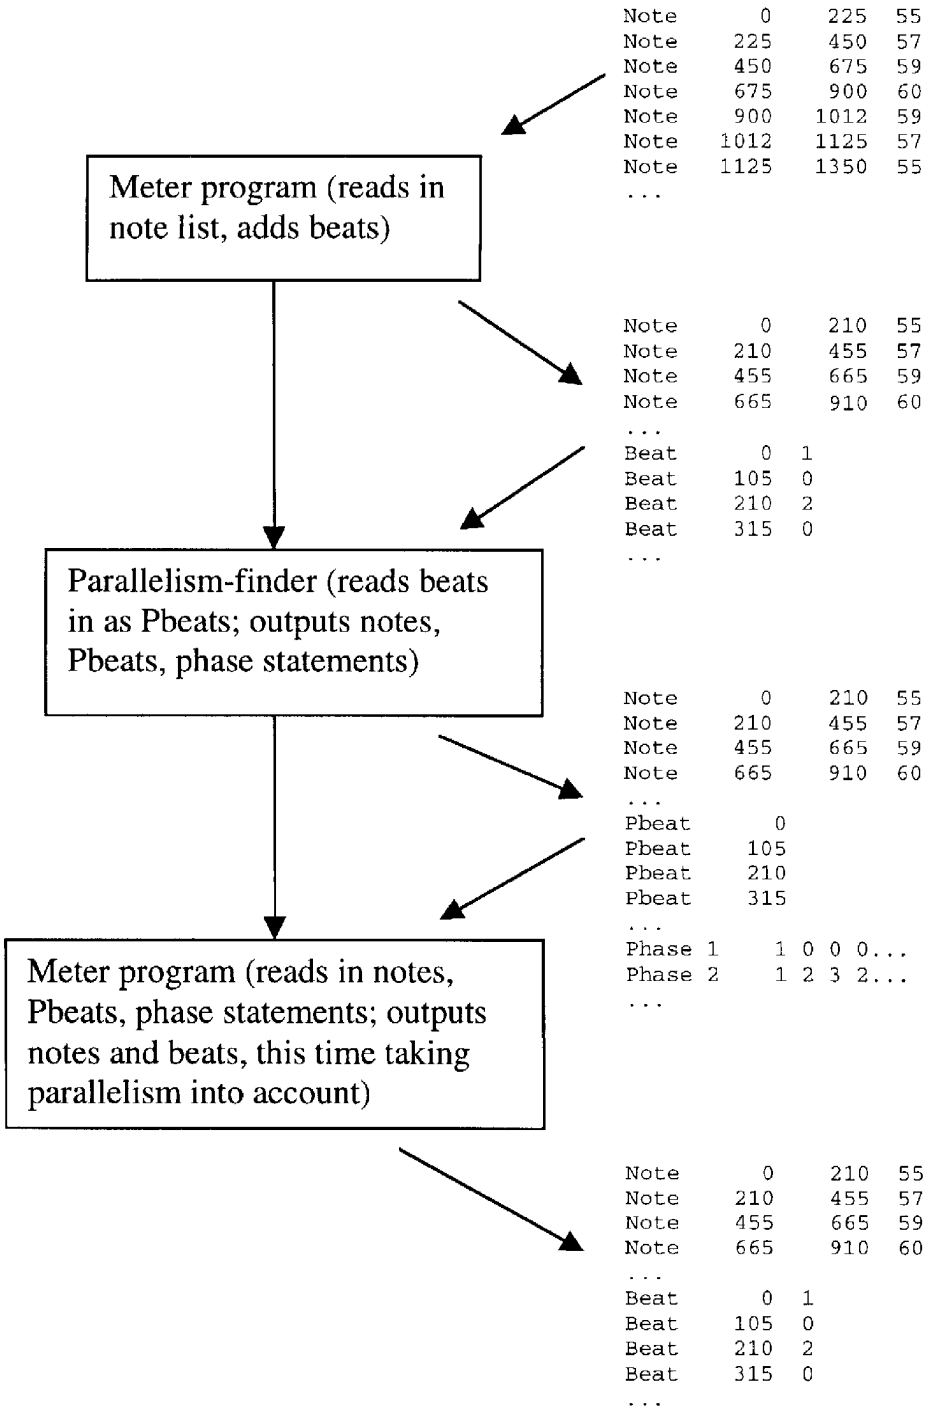 Note 0 225 55
Note 225 450 57
Note 450 675 59
Note 675 900 60
Note 900 1012 59
Note 1012 1125 57
Note 1125 1350 55
...
Meter program (reads in
note list, adds beats)
Note 0 210 55
Note 210 455 57
Note 455 665 59
Note 665 910 60
...
Beat 0 1
Beat 105 0
Beat 210 2
Beat 315 0
...
Parallelism-finder (reads beats
in as Pbeats; outputs notes,
Pbeats, phase statements)
Note 0 210 55
Note 210 455 57
Note 455 665 59
Note 665 910 60
...
Pbeat 0
Pbeat 105
Pbeat 210
Pbeat 315
...
Phase 1 1 0 0 0...
Phase 2 1 2 3 2...
...
Meter program (reads in notes,
Pbeats, phase statements; outputs
notes and beats, this time taking
parallelism into account)
Note 0 210 55
Note 210 455 57
Note 455 665 59
Note 665 910 60
...
Beat 0 1
Beat 105 0
Beat 210 2
Beat 315 0
...